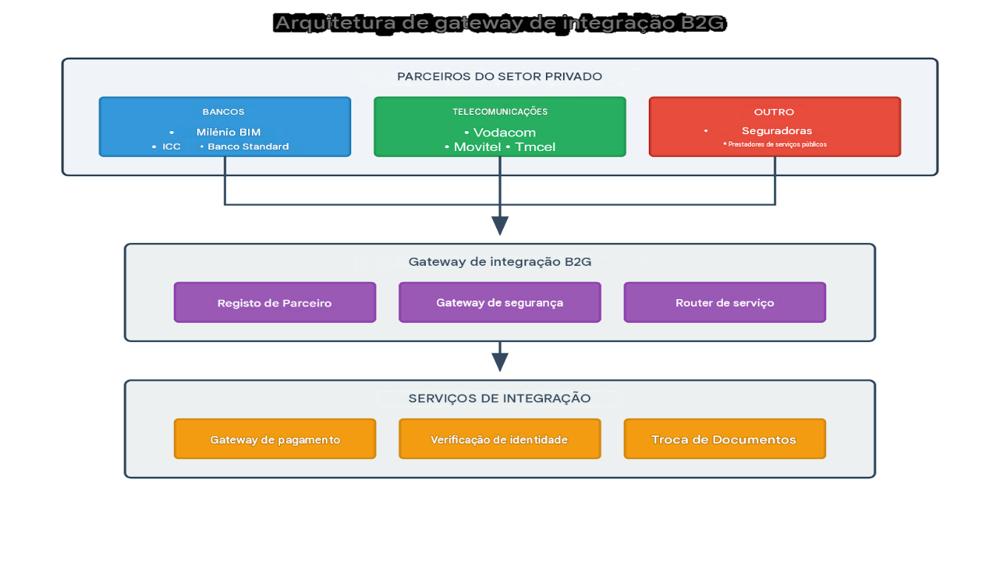 Arquitetura de gateway de integração B2G
PARCEIROS DO SETOR PRIVADO
BANCOS
• Milénio BIM
• ICC • Banco Standard
TELECOMUNICAÇÕES
• Vodacom
• Movitel • Tmcel
OUTRO
• Seguradoras
• Prestadores de serviços públicos
Gateway de integração B2G
Registo de Parceiro
Gateway de segurança
Router de serviço
SERVIÇOS DE INTEGRAÇÃO
Gateway de pagamento
Verificação de identidade
Troca de Documentos